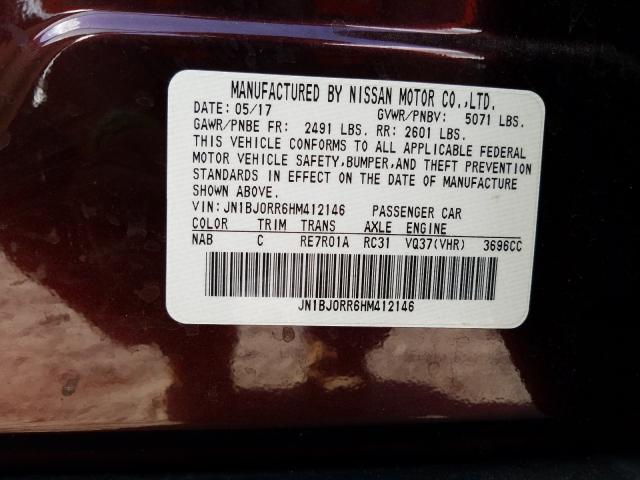 MANUFACTURED BY NISSAN MOTOR CO.,LTD.
DATE: 05/17 GVWR/PNBV: 5071 LBS.
GAWR/PNBE FR: 2491 LBS. RR: 2601 LBS.
THIS VEHICLE CONFORMS TO ALL APPLICABLE FEDERAL
MOTOR VEHICLE SAFETY,BUMPER,AND THEFT PREVENTION
STANDARDS IN EFFECT ON THE DATE OF MANUFACTURE
SHOWN ABOVE.
VIN:JN1BJ0RR6HM412146 PASSENGER CAR
COLOR TRIM TRANS AXLE ENGINE
NAB C RE7R01A RC31 VQ37(VHR) 3696CC
JN1BJ0RR6HM412146